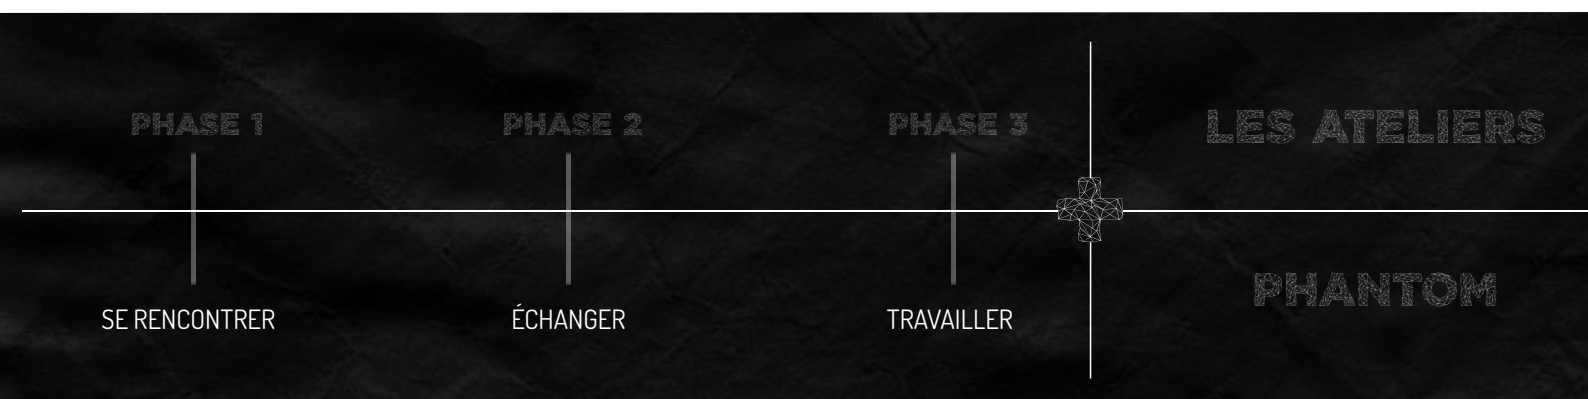 PHASE 1
PHASE 2
PHASE 3
LES ATELIERS
PHANTOM
SE RENCONTRER
ÉCHANGER
TRAVAILLER